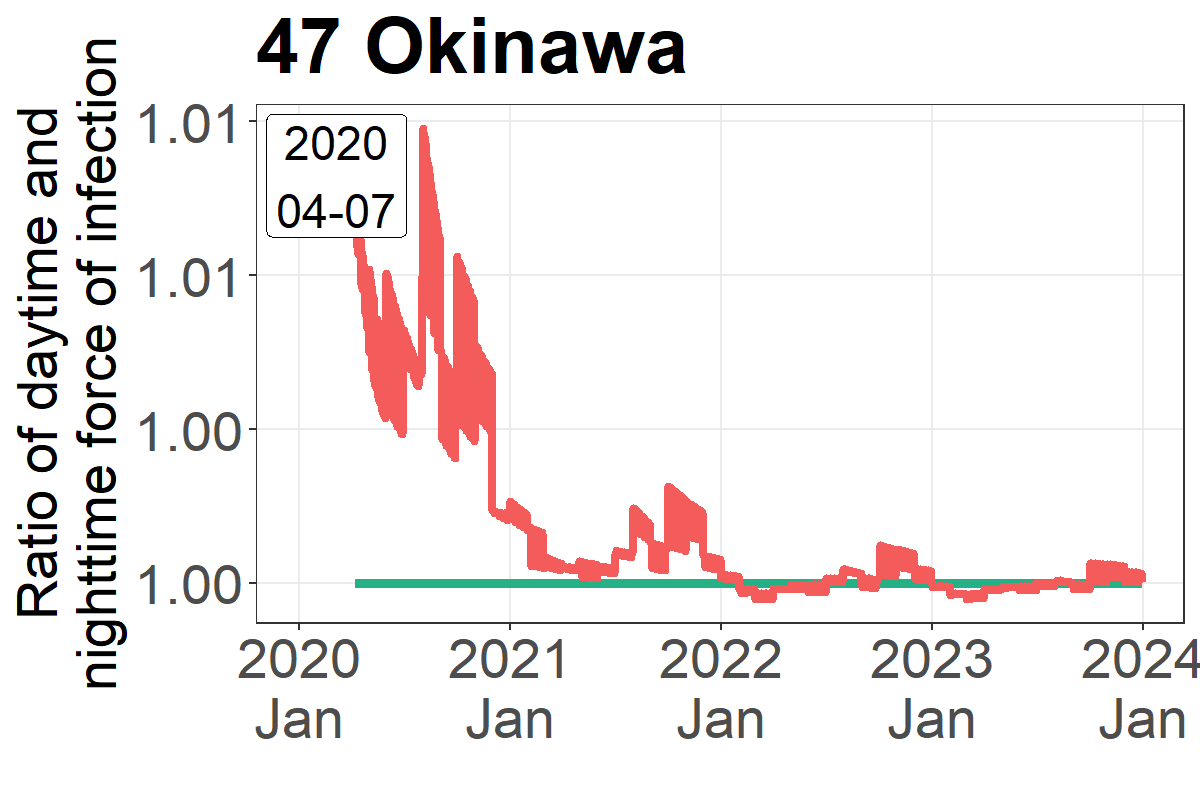 47 Okinawa
Ratio of daytime and
nighttime force of infection
1.01
1.01
1.00
1.00
2020
04-07
2020
Jan
2021
Jan
2022
Jan
2023
Jan
2024
Jan